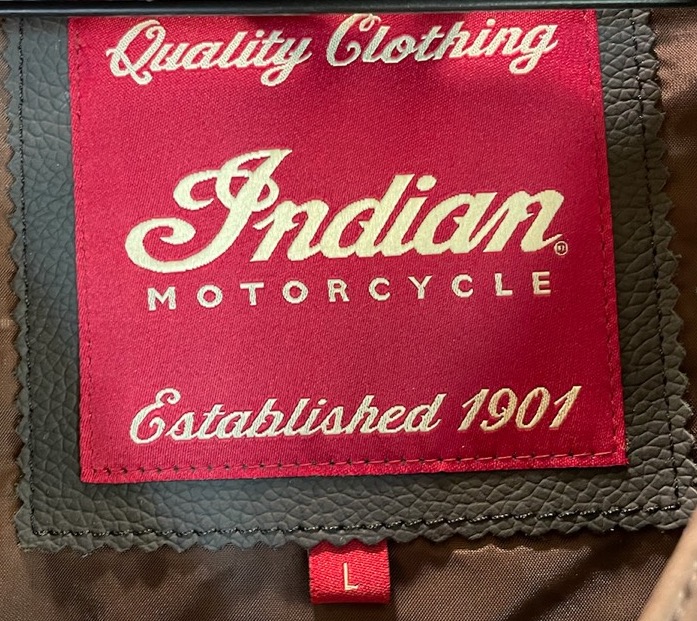 Quality Clothing
Indian®
MOTORCYCLE
Established 1901
L